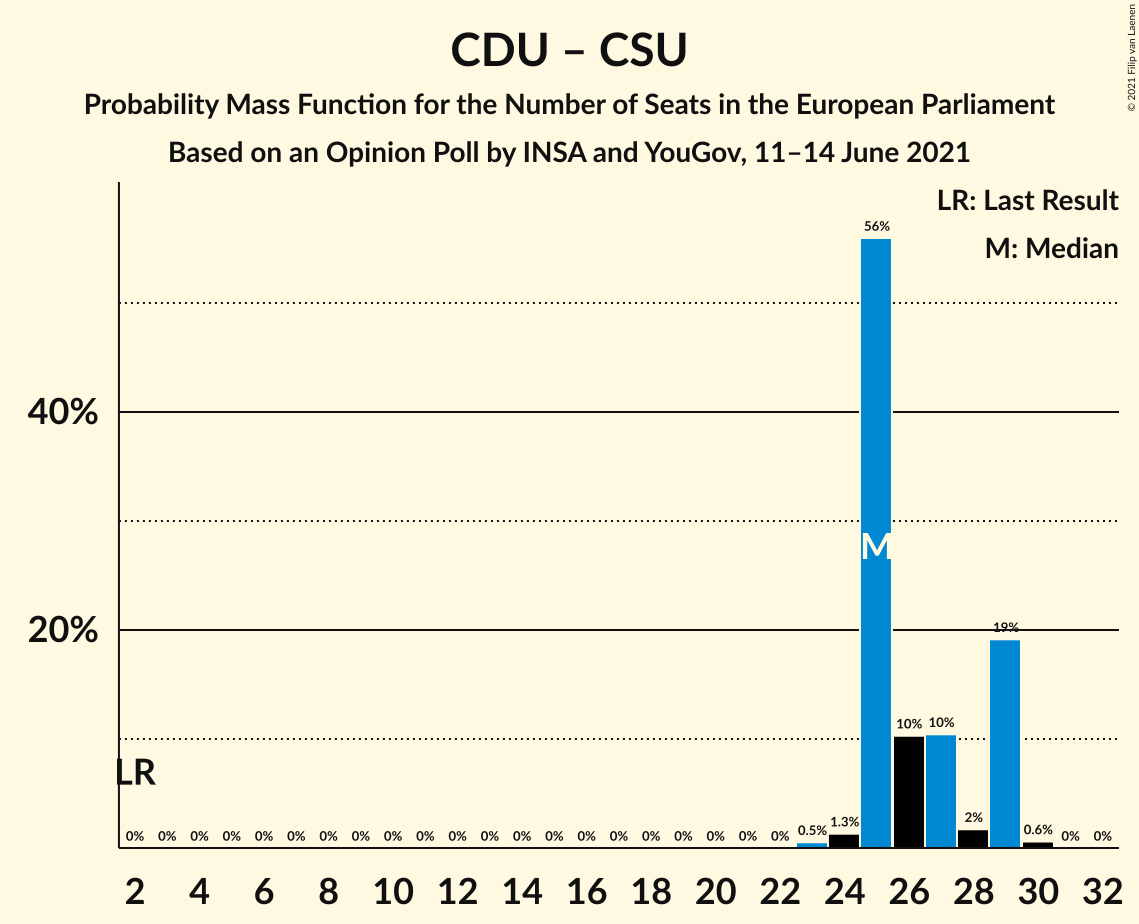 CDU – CSU
Probability Mass Function for the Number of Seats in the European Parliament
Based on an Opinion Poll by INSA and YouGov, 11–14 June 2021
© 2021 Filip van Laenen
LR: Last Result
M: Median
56%
40%
M
20%
19%
10% 10%
LR
0% 0% 0% 0% 0% 0% 0% 0% 0% 0% 0% 0% 0% 0% 0% 0% 0% 0% 0% 0% 0% 0.5% 1.3% 2% 0.6% 0% 0%
2 4 6 8 10 12 14 16 18 20 22 24 26 28 30 32